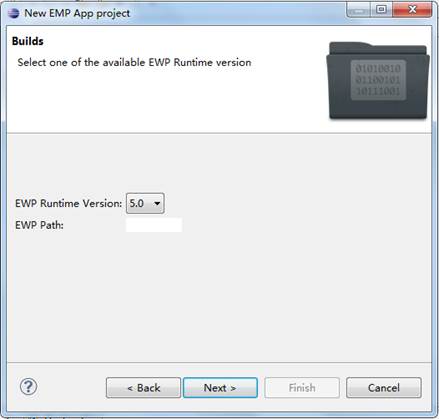 New EMP App project
Builds
Select one of the available EWP Runtime version
01010010
01100101
10111001
EWP Runtime Version: 5.0
EWP Path:
? < Back Next > Finish Cancel